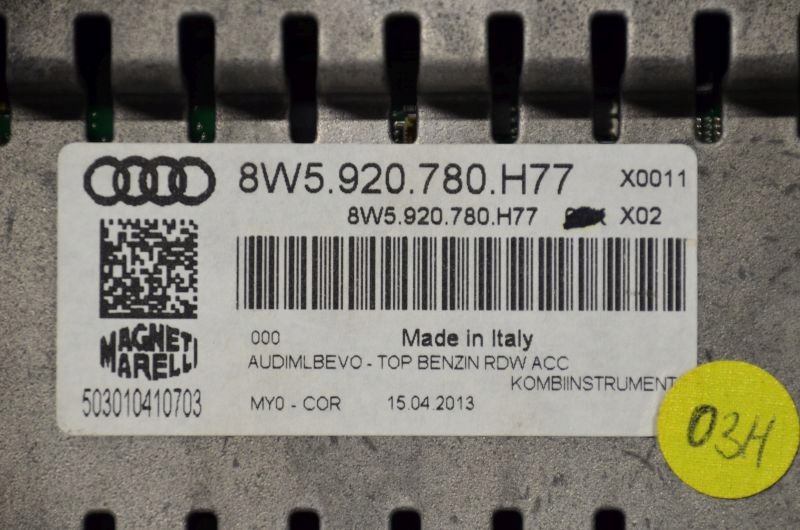 8W5.920.780.H77 X0011
8W5.920.780.H77 X02
000 Made in Italy
AUDIMLBEVO - TOP BENZIN RDW ACC
KOMBIINSTRUMENT
MAGNETI
MARELLI
503010410703
MY0 - COR 15.04.2013
03H